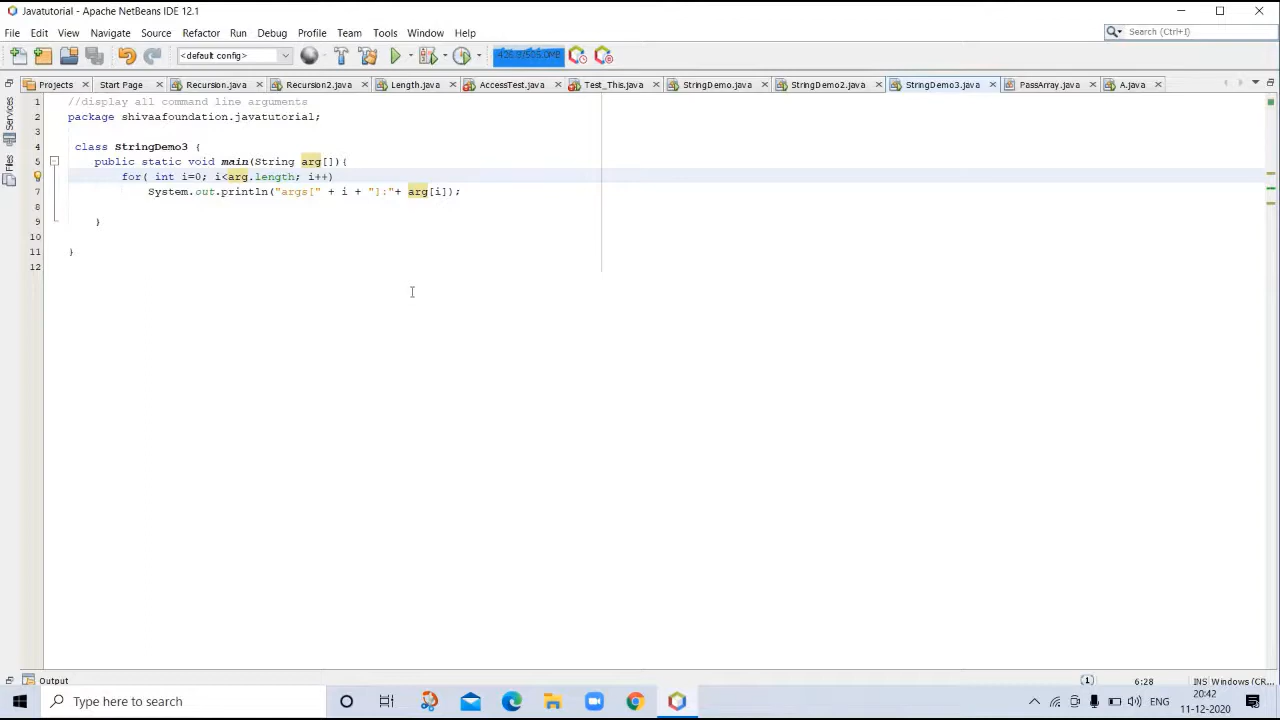 Javatutorial - Apache NetBeans IDE 12.1
File Edit View Navigate Source Refactor Run Debug Profile Team Tools Window Help
Search (Ctrl+I)
<default config>
Projects Start Page Recursion.java Recursion2.java Length.java AccessTest.java Test_This.java StringDemo.java StringDemo2.java StringDemo3.java PassArray.java A.java
Services
Files
1 //display all command line arguments
2 package shivaafoundation.javatutorial;
3
4 class StringDemo3 {
5 public static void main(String arg[]){
for( int i=0; i<arg.length; i++)
7 System.out.println("args[" + i + "]:"+ arg[i]);
8
9 }
10
11 }
12
Output
1 6:28 INS Windows (CR...
Type here to search
ENG
20:42
11-12-2020